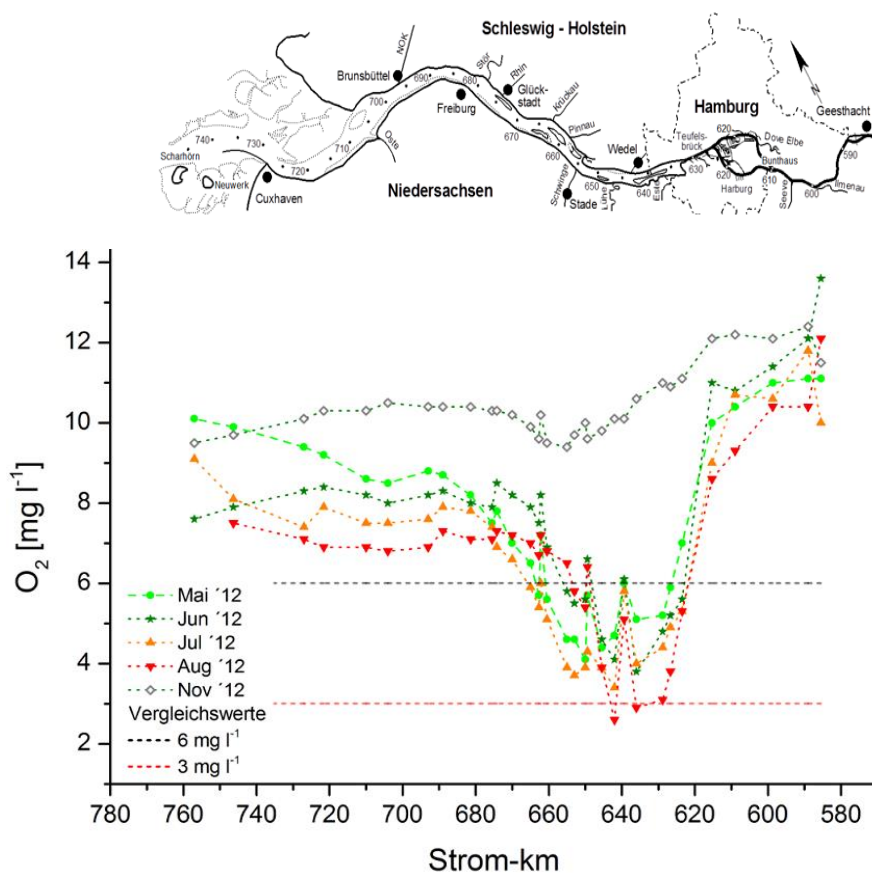 Schleswig - Holstein
NOK
Brunsbüttel
Stör
Rhin
Glück-
stadt
Krückau
Pinnau
Freiburg
Hamburg
Geesthacht
N
Wedel
Teufels-
brück
Dove Elbe
Bunthaus
Harburg
Seeve
Ilmenau
Scharhörn
Neuwerk
Cuxhaven
Oste
Niedersachsen
Schwinge
Stade
Lühe
Este
740
730
720
710
700
690
680
670
660
650
640
630
620
620
610
600
590
O₂ [mg l⁻¹]
14
12
10
8
6
4
2
Mai ´12
Jun ´12
Jul ´12
Aug ´12
Nov ´12
Vergleichswerte
6 mg l⁻¹
3 mg l⁻¹
780 760 740 720 700 680 660 640 620 600 580
Strom-km